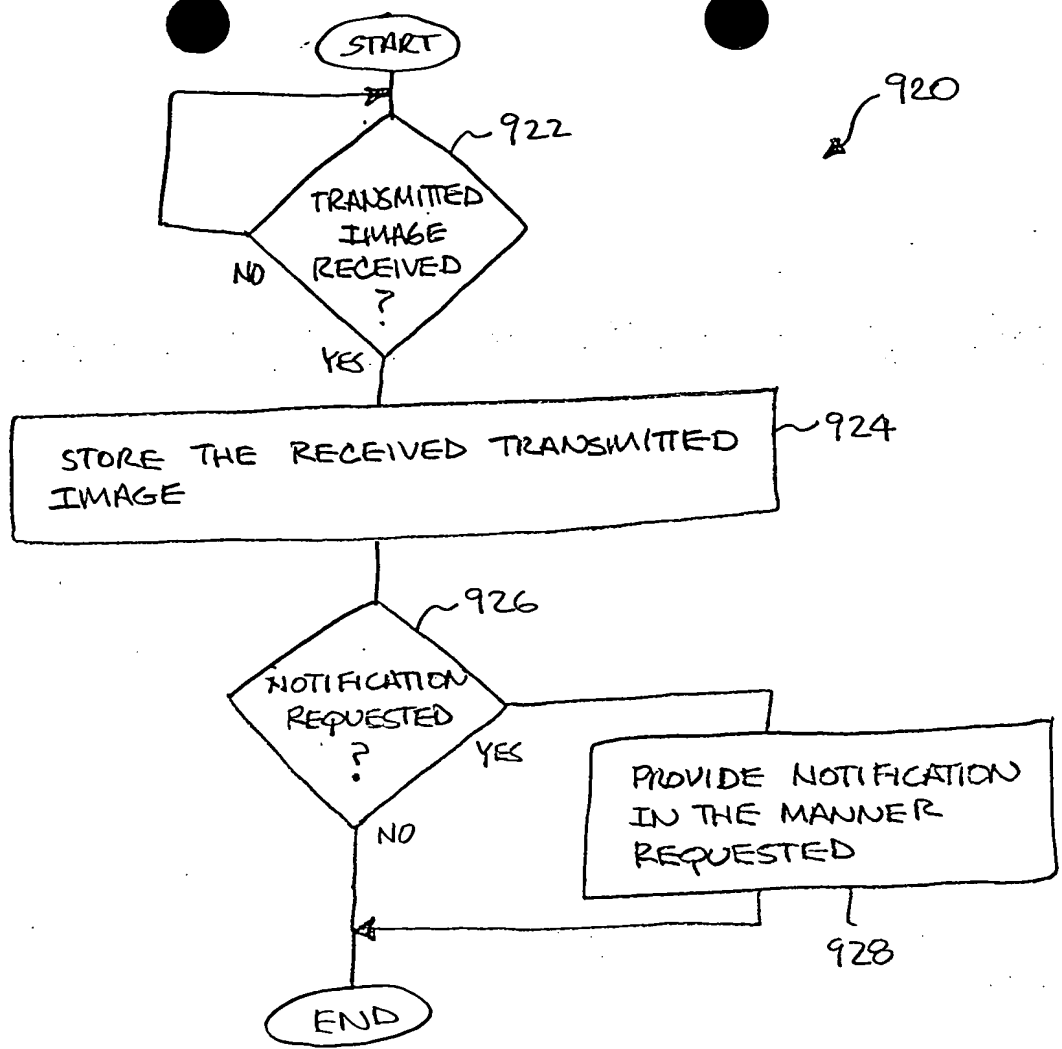 START
920
922
TRANSMITTED
IMAGE
RECEIVED
?
NO
YES
924
STORE THE RECEIVED TRANSMITTED
IMAGE
926
NOTIFICATION
REQUESTED
?
YES
NO
PROVIDE NOTIFICATION
IN THE MANNER
REQUESTED
928
END